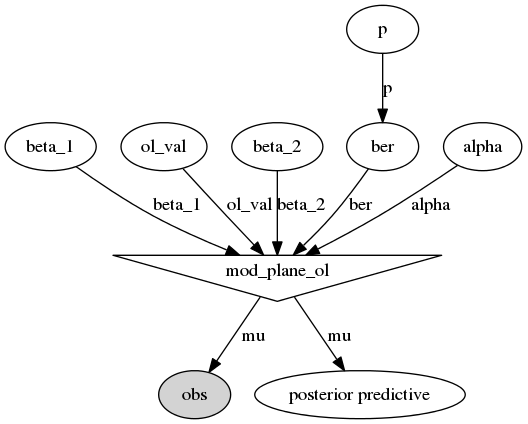 p
p
beta_1
ol_val
beta_2
ber
alpha
beta_1
ol_val
beta_2
ber
alpha
mod_plane_ol
mu
mu
obs
posterior predictive